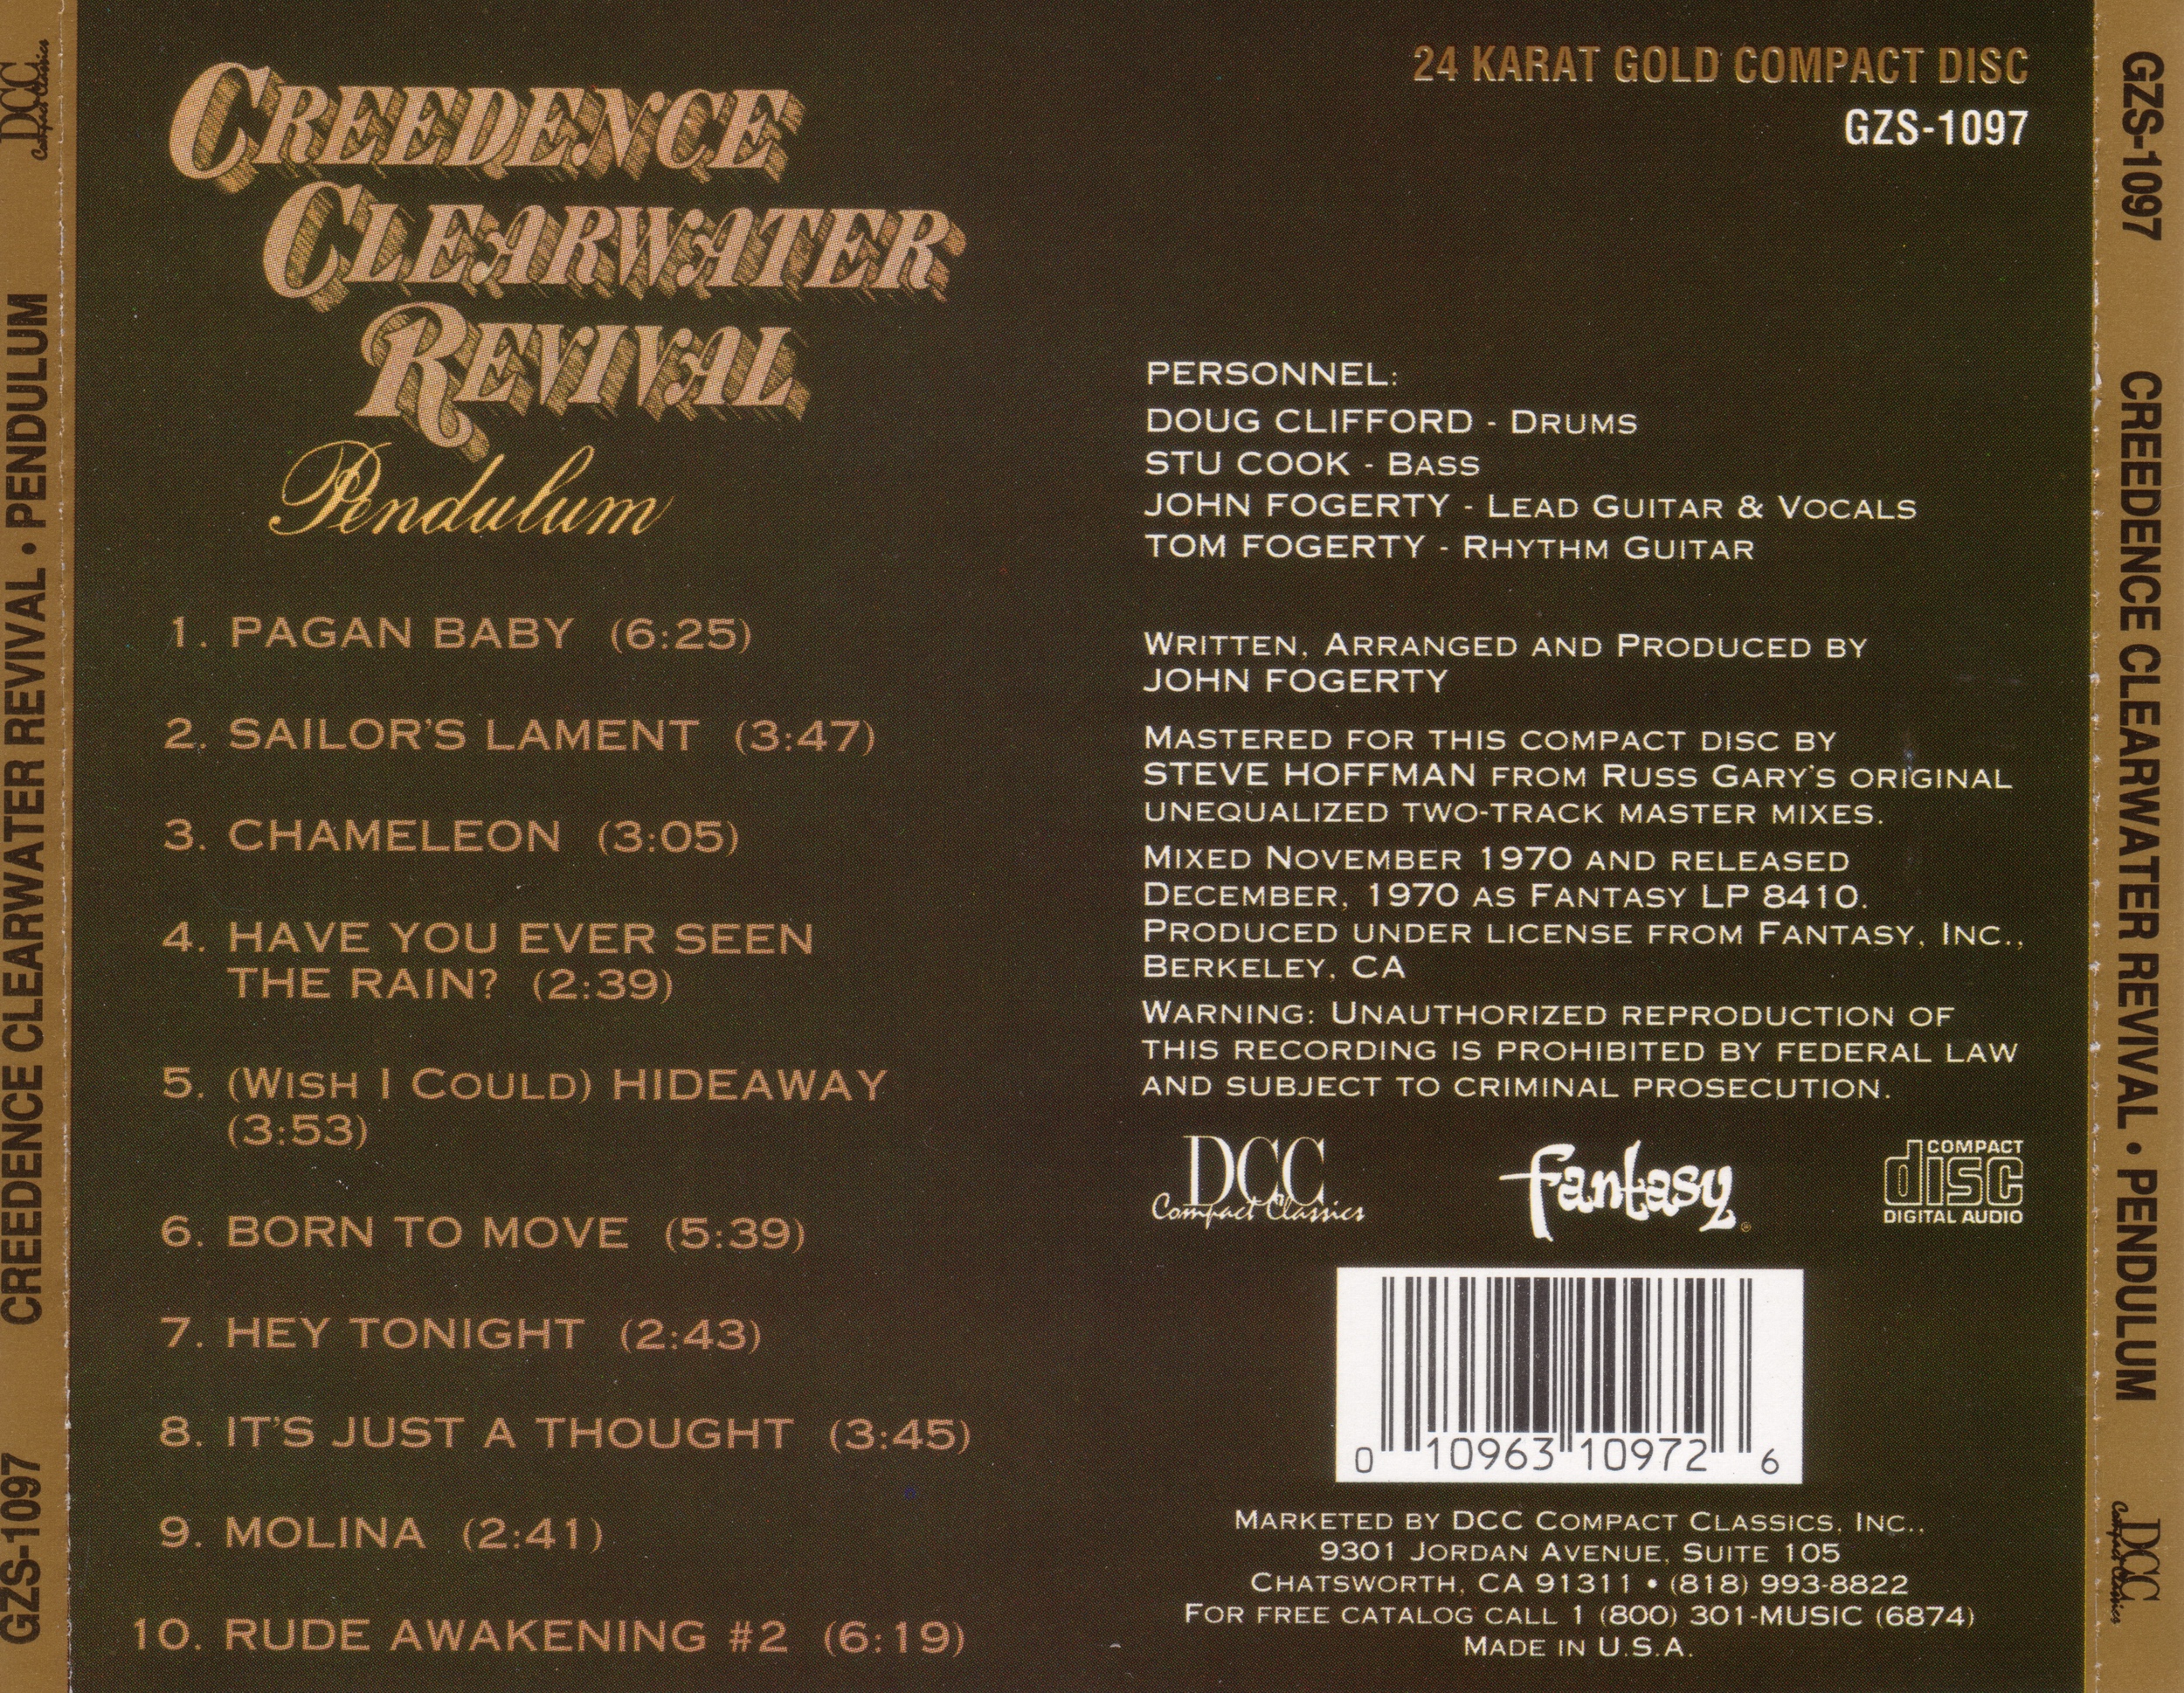 DCC
Compact Classics
CREEDENCE CLEARWATER REVIVAL • PENDULUM
GZS-1097
CREEDENCE
CLEARWATER
REVIVAL
Pendulum
1. PAGAN BABY (6:25)
2. SAILOR'S LAMENT (3:47)
3. CHAMELEON (3:05)
4. HAVE YOU EVER SEEN
THE RAIN? (2:39)
5. (WISH I COULD) HIDEAWAY
(3:53)
6. BORN TO MOVE (5:39)
7. HEY TONIGHT (2:43)
8. IT'S JUST A THOUGHT (3:45)
9. MOLINA (2:41)
10. RUDE AWAKENING #2 (6:19)
24 KARAT GOLD COMPACT DISC
GZS-1097
PERSONNEL:
DOUG CLIFFORD - DRUMS
STU COOK - BASS
JOHN FOGERTY - LEAD GUITAR & VOCALS
TOM FOGERTY - RHYTHM GUITAR
WRITTEN, ARRANGED AND PRODUCED BY
JOHN FOGERTY
MASTERED FOR THIS COMPACT DISC BY
STEVE HOFFMAN FROM RUSS GARY'S ORIGINAL
UNEQUALIZED TWO-TRACK MASTER MIXES.
MIXED NOVEMBER 1970 AND RELEASED
DECEMBER, 1970 AS FANTASY LP 8410.
PRODUCED UNDER LICENSE FROM FANTASY, INC.,
BERKELEY, CA
WARNING: UNAUTHORIZED REPRODUCTION OF
THIS RECORDING IS PROHIBITED BY FEDERAL LAW
AND SUBJECT TO CRIMINAL PROSECUTION.
DCC
Compact Classics
fantasy ®
COMPACT
disc
DIGITAL AUDIO
0 10963 10972 6
MARKETED BY DCC COMPACT CLASSICS, INC.,
9301 JORDAN AVENUE, SUITE 105
CHATSWORTH, CA 91311 • (818) 993-8822
FOR FREE CATALOG CALL 1 (800) 301-MUSIC (6874)
MADE IN U.S.A.
GZS-1097
CREEDENCE CLEARWATER REVIVAL • PENDULUM
DCC
Compact Classics